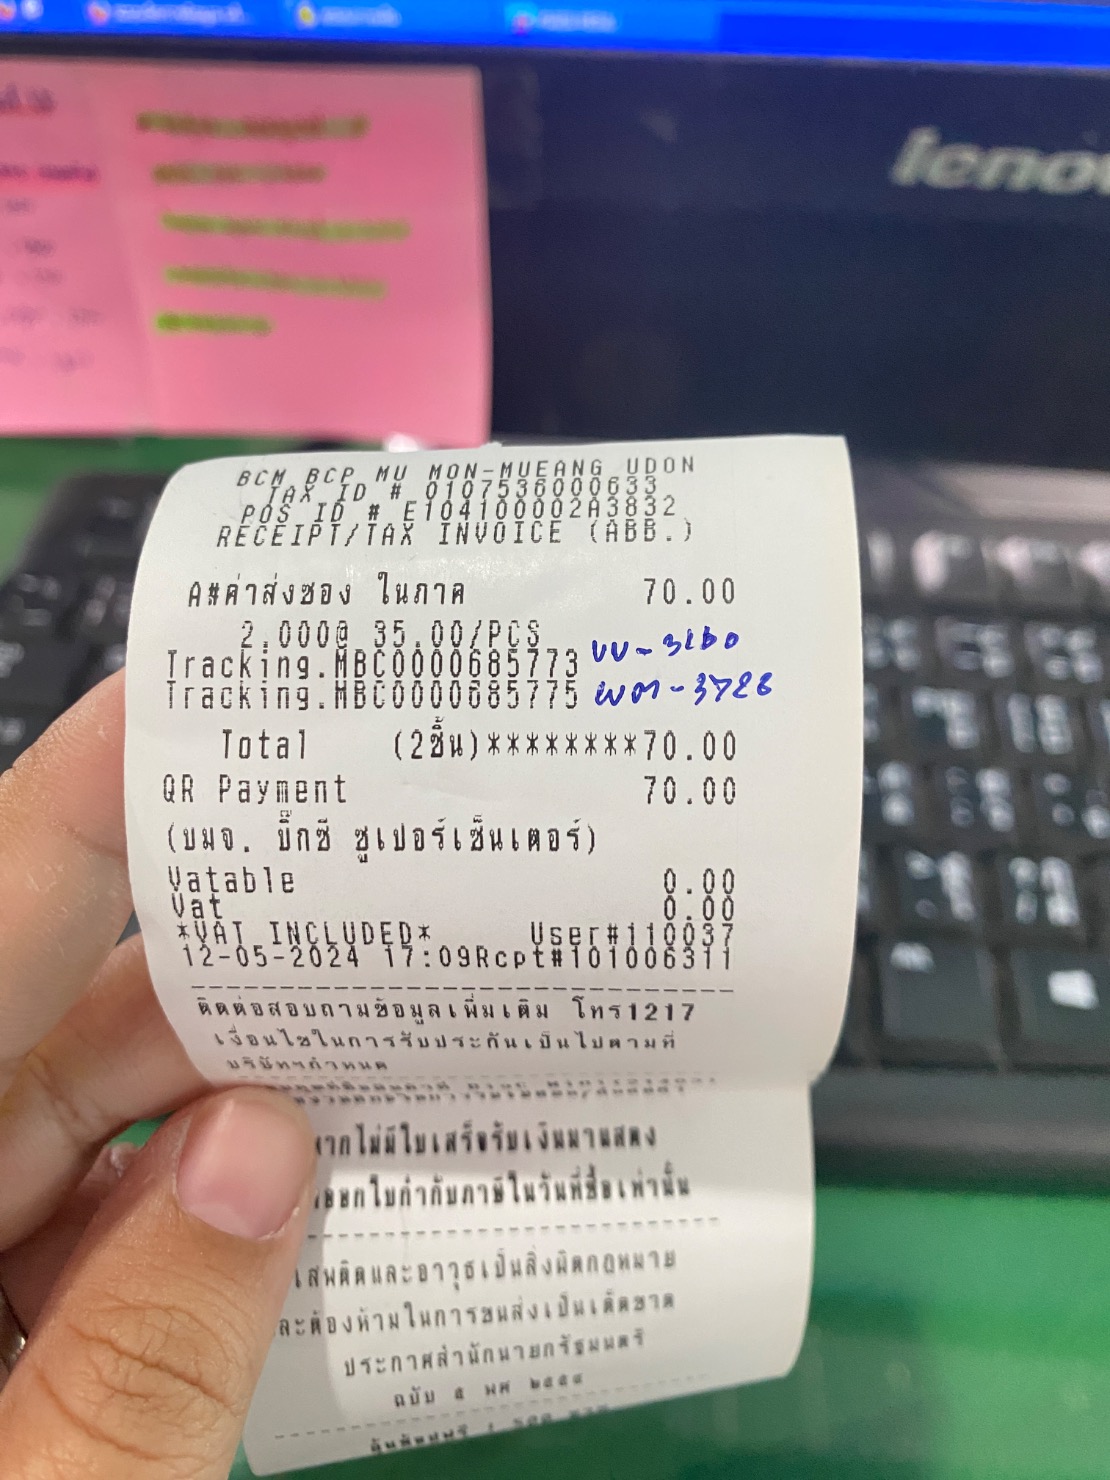 lenov
BCM BCP MU MON-MUEANG UDON
TAX ID # 0107536000633
POS ID # E104100002A3832
RECEIPT/TAX INVOICE (ABB.)
A#ค่าส่งซอง ในภาค 70.00
2.000@ 35.00/PCS
Tracking.MBC0000685773
Tracking.MBC0000685775
Total (2ชิ้น)********70.00
QR Payment 70.00
(บมจ. บิ๊กซี ซูเปอร์เซ็นเตอร์)
Vatable 0.00
Vat 0.00
*VAT INCLUDED* User#110037
12-05-2024 17:09Rcpt#101006311
ติดต่อสอบถามข้อมูลเพิ่มเติม โทร1217
เงื่อนไขในการรับประกันเป็นไปตามที่
บริษัทฯกำหนด
หากไม่มีใบเสร็จรับเงินมาแสดง
ออกใบกำกับภาษีในวันที่ซื้อเท่านั้น
เสพติดและอาวุธเป็นสิ่งผิดกฎหมาย
ละต้องห้ามในการขนส่งเป็นเด็ดขาด
ประกาศสำนักนายกรัฐมนตรี
ฉบับ ๕ พศ